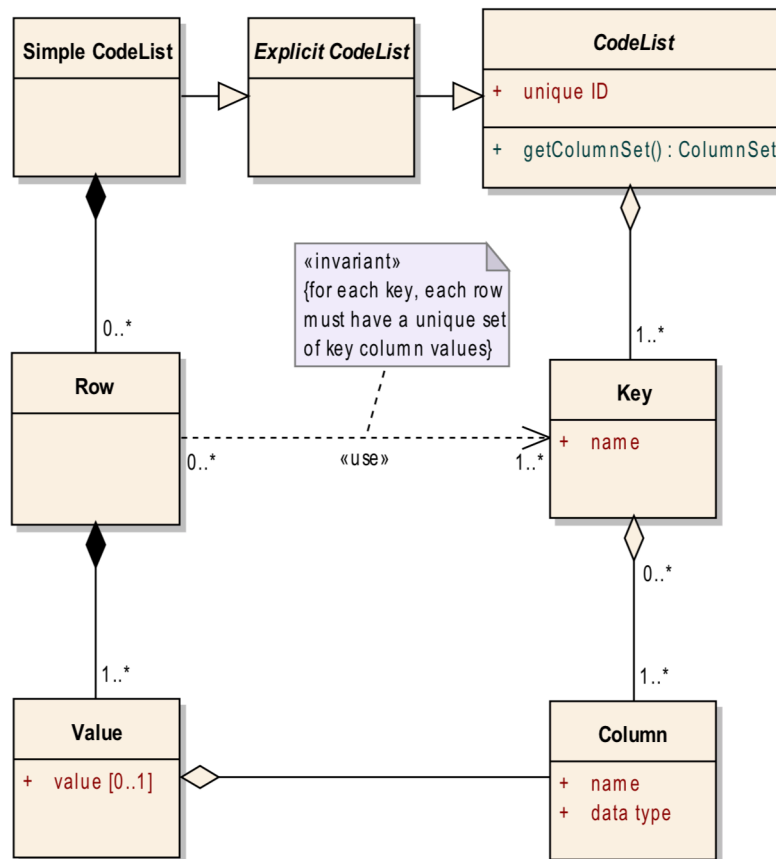 Simple CodeList
Explicit CodeList
CodeList
+ unique ID
+ getColumnSet() : ColumnSet
«invariant»
{for each key, each row
must have a unique set
of key column values}
0..*
1..*
Row
Key
+ name
0..*
«use»
1..*
0..*
1..*
1..*
Value
+ value [0..1]
Column
+ name
+ data type